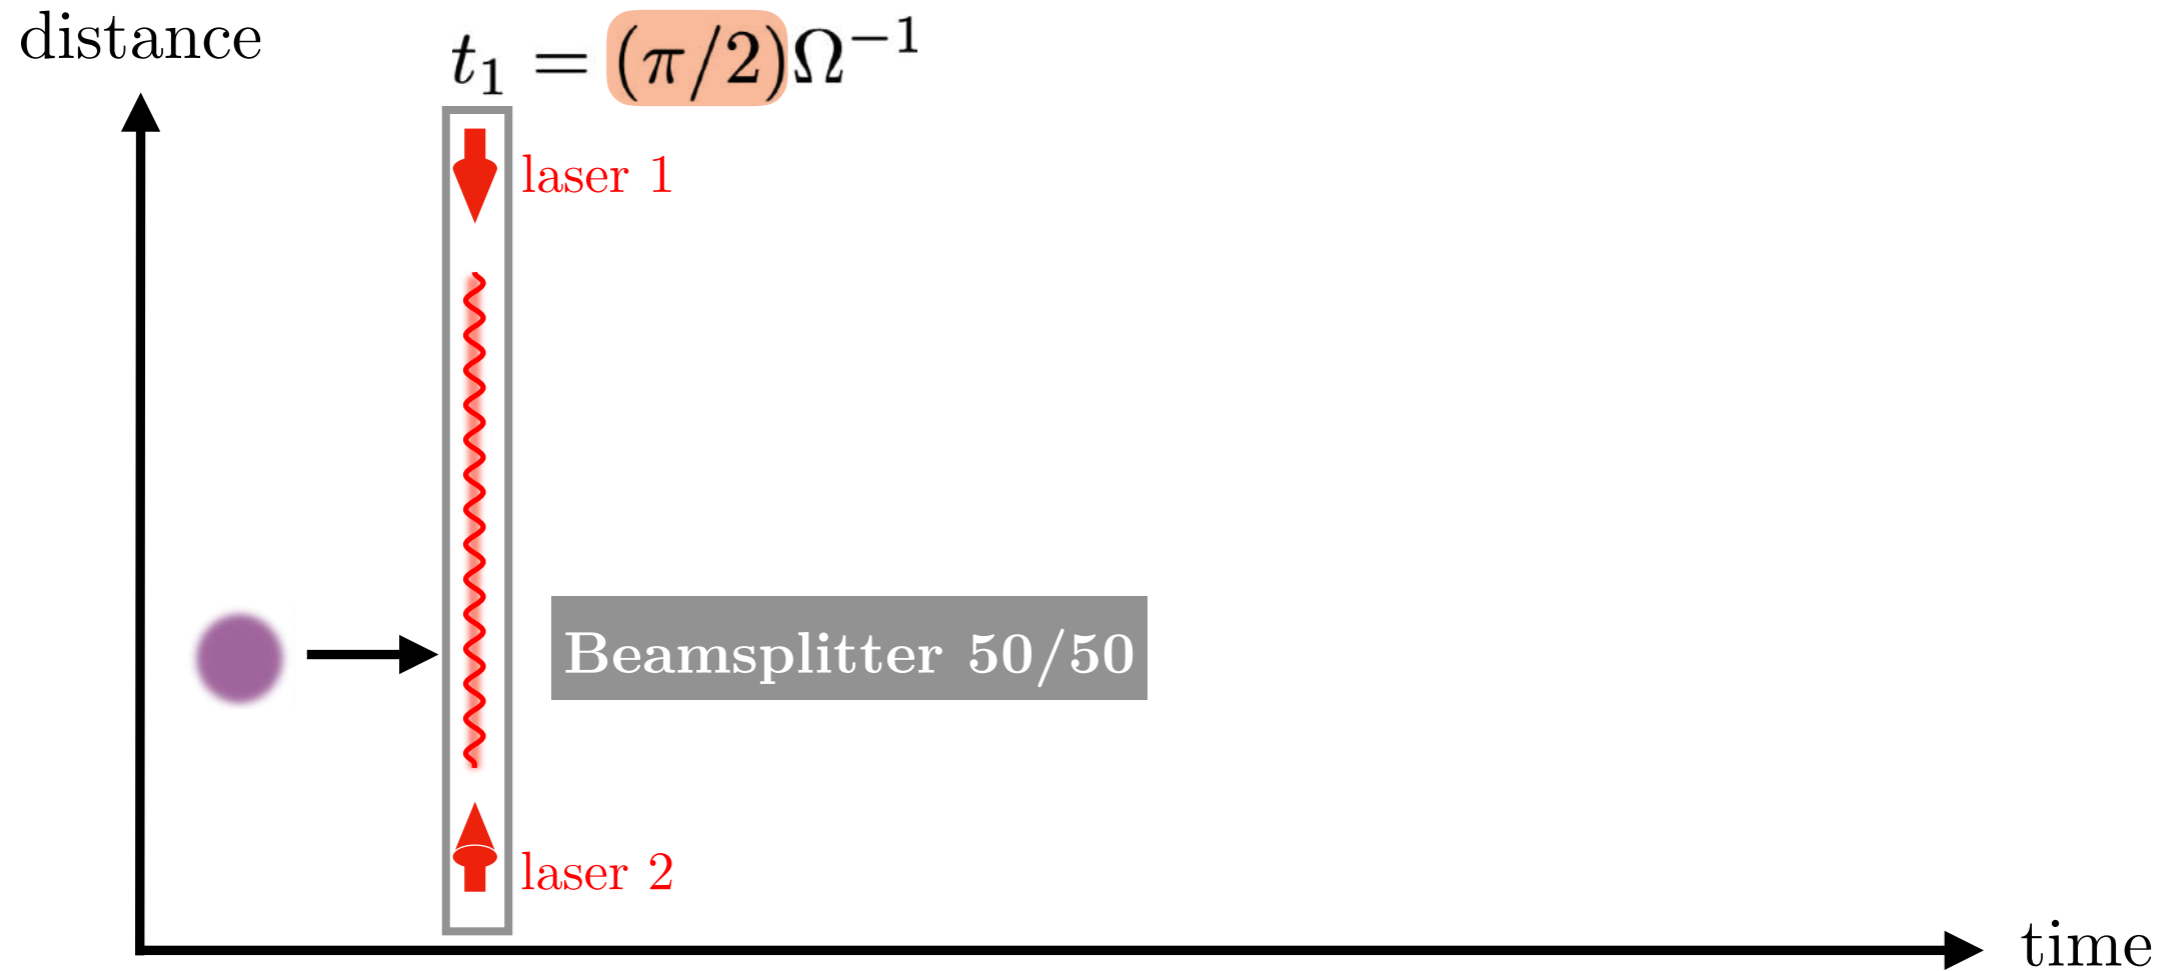 distance
t₁ = (π/2)Ω⁻¹
laser 1
Beamsplitter 50/50
laser 2
time